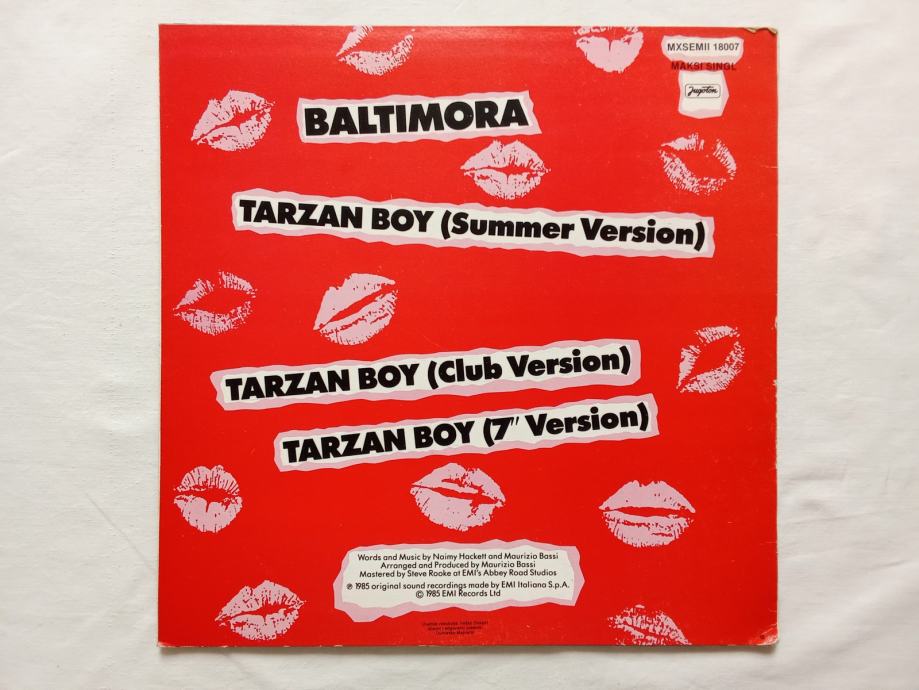 MXSEMII 18007
MAKSI SINGL
Jugoton
BALTIMORA
TARZAN BOY (Summer Version)
TARZAN BOY (Club Version)
TARZAN BOY (7" Version)
Words and Music by Naimy Hackett and Maurizio Bassi
Arranged and Produced by Maurizio Bassi
Mastered by Steve Rooke at EMI's Abbey Road Studios
℗ 1985 original sound recordings made by EMI Italiana S.p.A.
© 1985 EMI Records Ltd